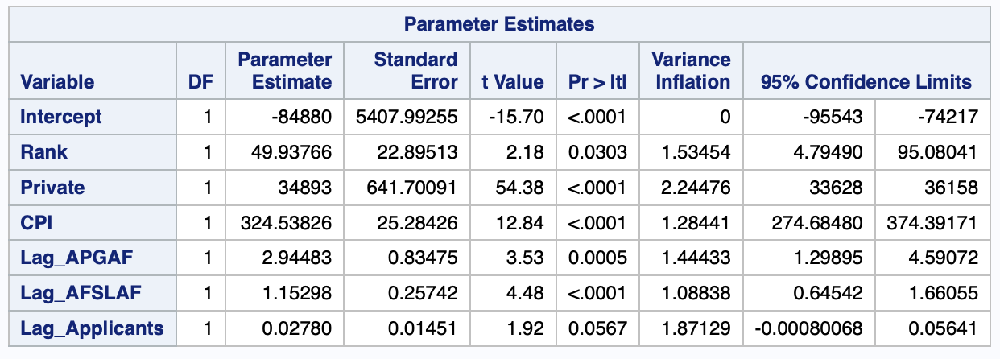 Parameter Estimates
Variable DF Parameter Estimate Standard Error t Value Pr > |t| Variance Inflation 95% Confidence Limits
Intercept 1 -84880 5407.99255 -15.70 <.0001 0 -95543 -74217
Rank 1 49.93766 22.89513 2.18 0.0303 1.53454 4.79490 95.08041
Private 1 34893 641.70091 54.38 <.0001 2.24476 33628 36158
CPI 1 324.53826 25.28426 12.84 <.0001 1.28441 274.68480 374.39171
Lag_APGAF 1 2.94483 0.83475 3.53 0.0005 1.44433 1.29895 4.59072
Lag_AFSLAF 1 1.15298 0.25742 4.48 <.0001 1.08838 0.64542 1.66055
Lag_Applicants 1 0.02780 0.01451 1.92 0.0567 1.87129 -0.00080068 0.05641